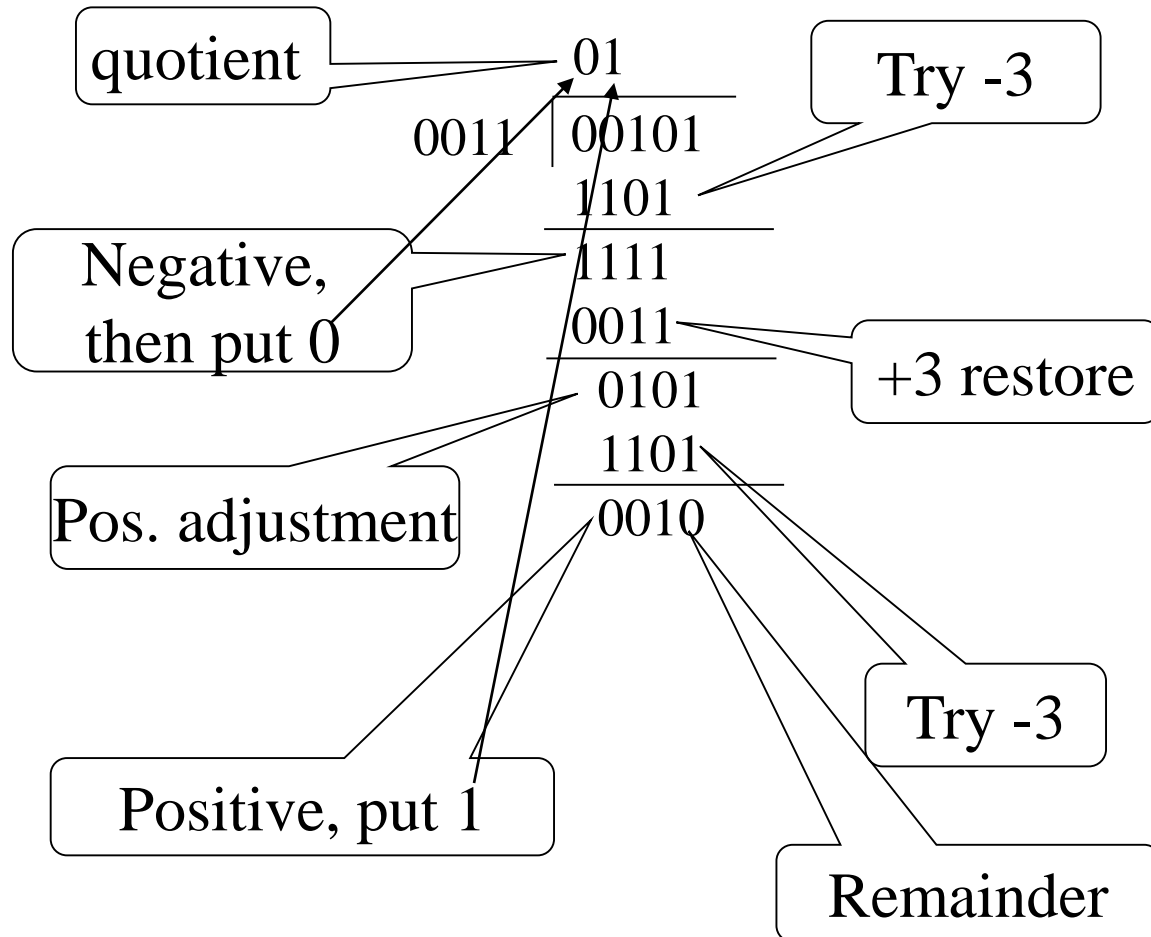 quotient
01
Try -3
0011
00101
1101
Negative,
then put 0
1111
0011
+3 restore
0101
Pos. adjustment
1101
0010
Try -3
Positive, put 1
Remainder